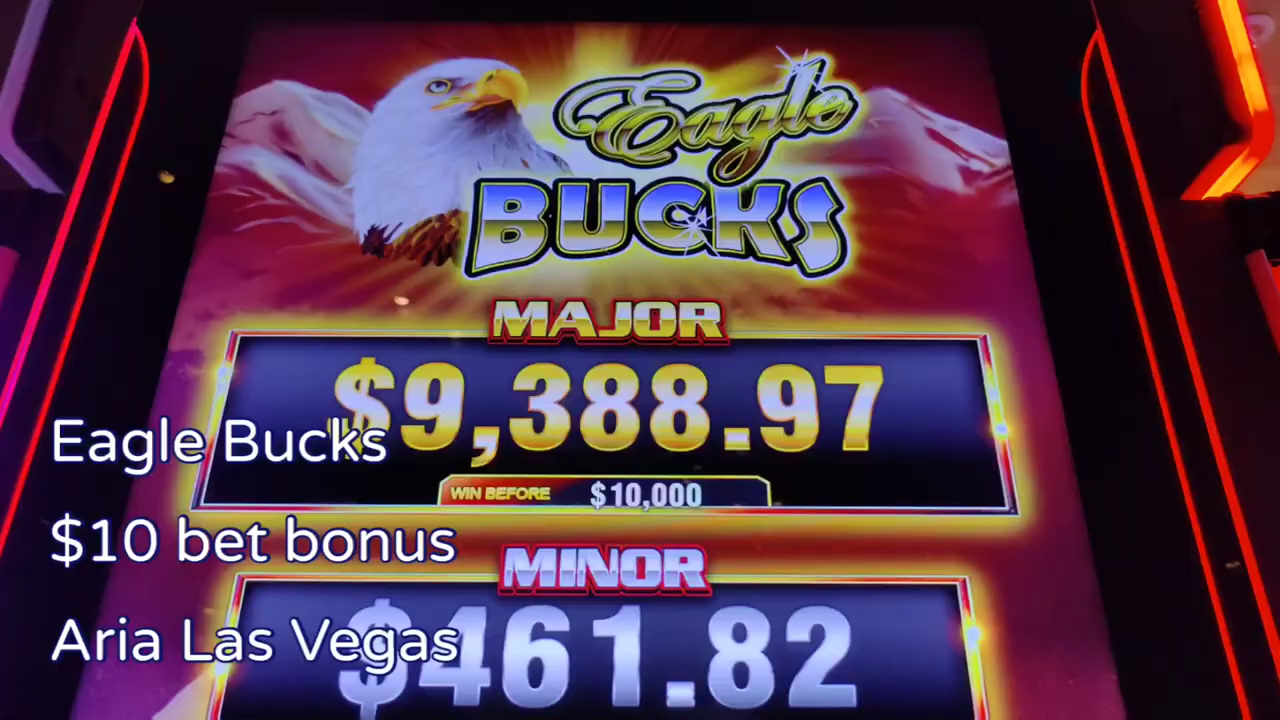 Eagle
BUCKS
MAJOR
$9,388.97
WIN BEFORE $10,000
MINOR
$461.82
Eagle Bucks
$10 bet bonus
Aria Las Vegas